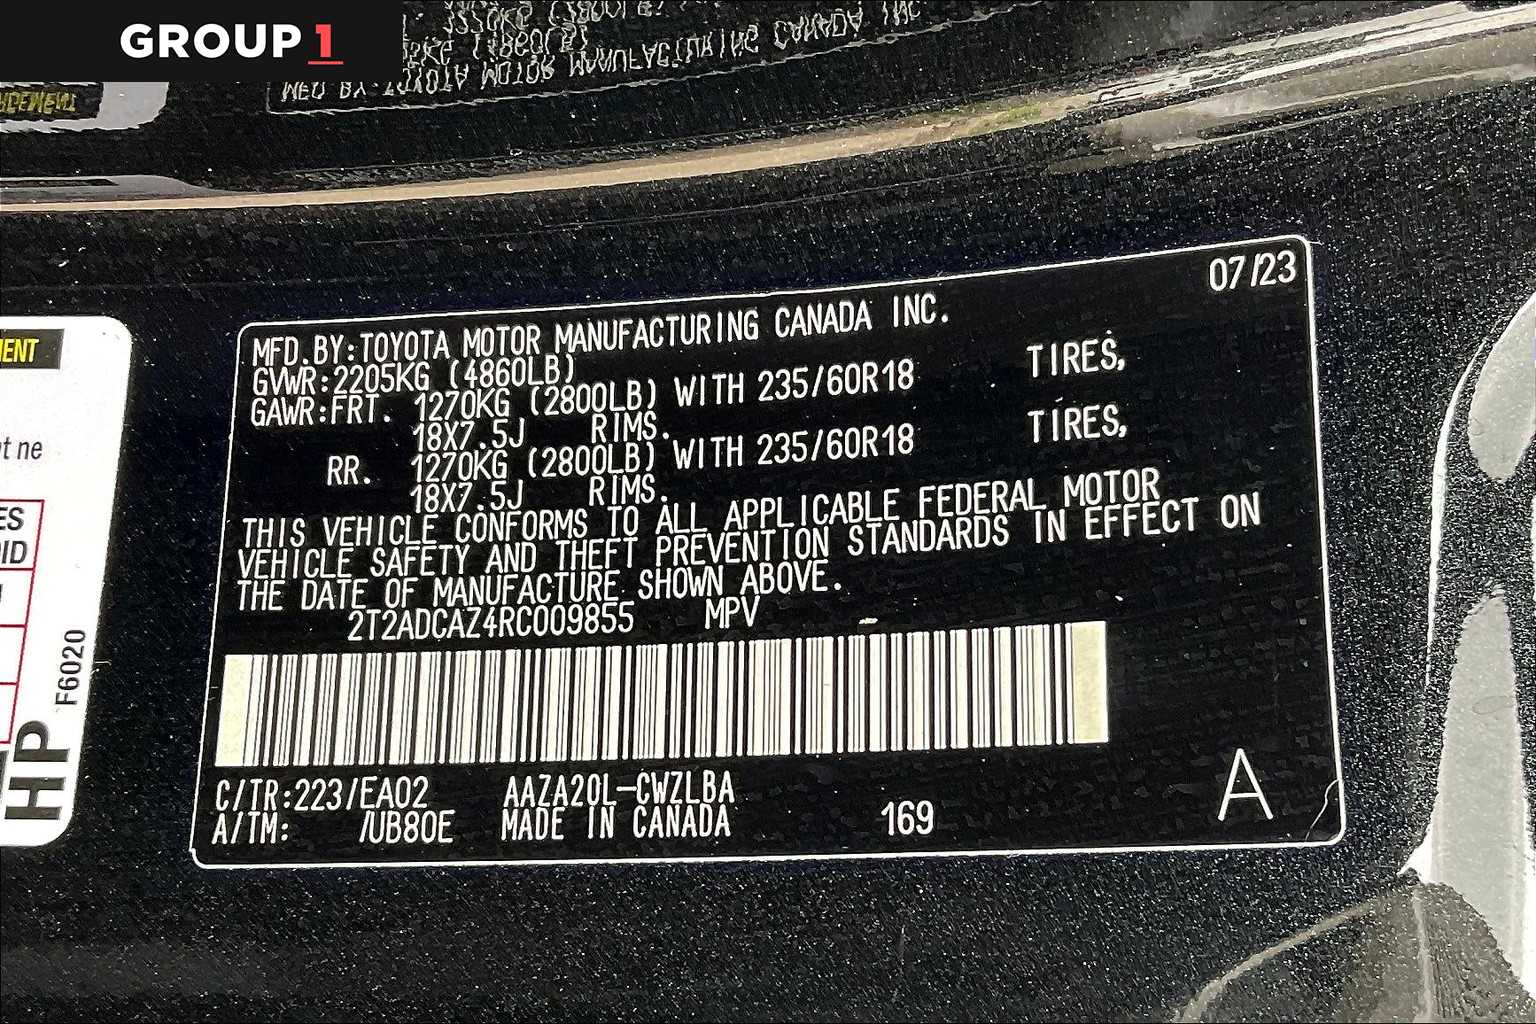 GROUP 1
07/23
MFD.BY:TOYOTA MOTOR MANUFACTURING CANADA INC.
GVWR:2205KG (4860LB)
GAWR:FRT. 1270KG (2800LB) WITH 235/60R18 TIRES,
18X7.5J RIMS.
RR. 1270KG (2800LB) WITH 235/60R18 TIRES,
18X7.5J RIMS.
THIS VEHICLE CONFORMS TO ALL APPLICABLE FEDERAL MOTOR
VEHICLE SAFETY AND THEFT PREVENTION STANDARDS IN EFFECT ON
THE DATE OF MANUFACTURE SHOWN ABOVE.
2T2ADCAZ4RC009855 MPV
C/TR:223/EA02 AAZA20L-CWZLBA
A/TM: /UB80E MADE IN CANADA 169
A
ne
F6020
HP